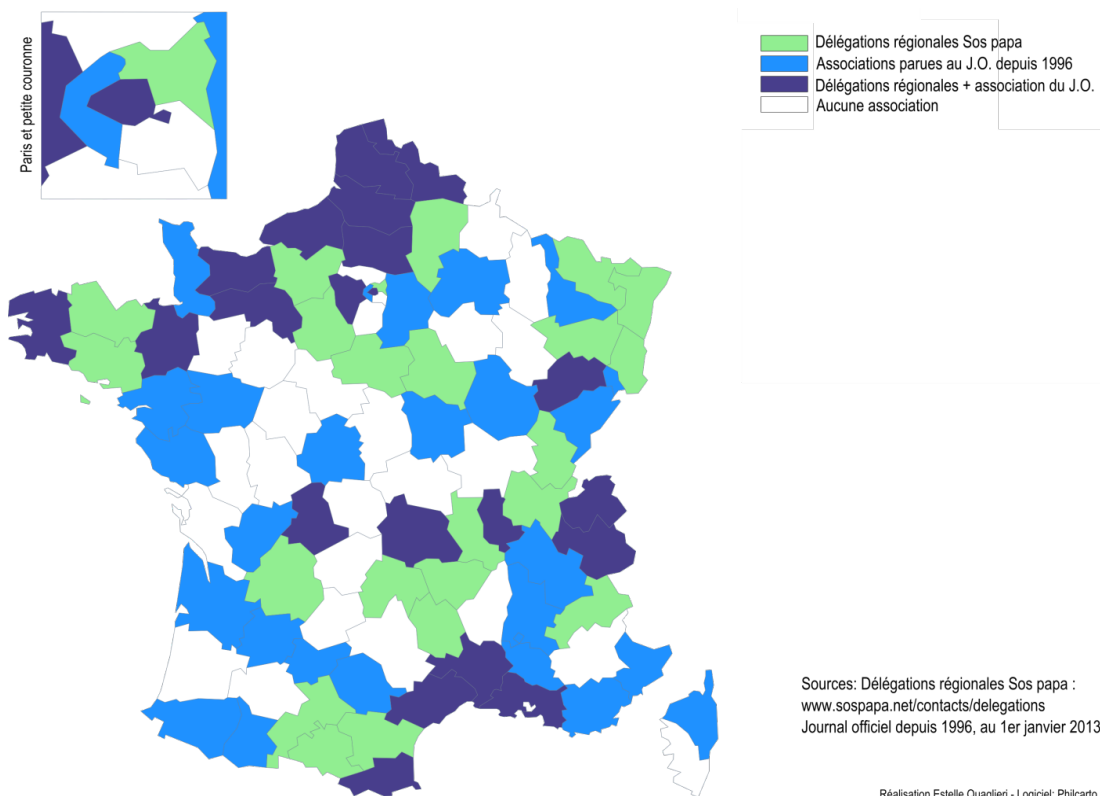 Paris et petite couronne
Délégations régionales Sos papa
Associations parues au J.O. depuis 1996
Délégations régionales + association du J.O.
Aucune association
Sources: Délégations régionales Sos papa :
www.sospapa.net/contacts/delegations
Journal officiel depuis 1996, au 1er janvier 2013
Réalisation Estelle Quaglieri - Logiciel: Philcarto